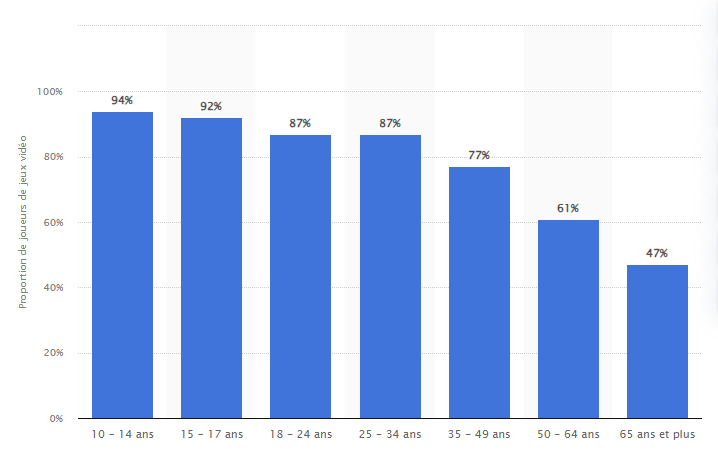 Proportion de joueurs de jeux vidéo
100%
80%
60%
40%
20%
0%
94%
92%
87%
87%
77%
61%
47%
10 – 14 ans
15 – 17 ans
18 – 24 ans
25 – 34 ans
35 – 49 ans
50 – 64 ans
65 ans et plus